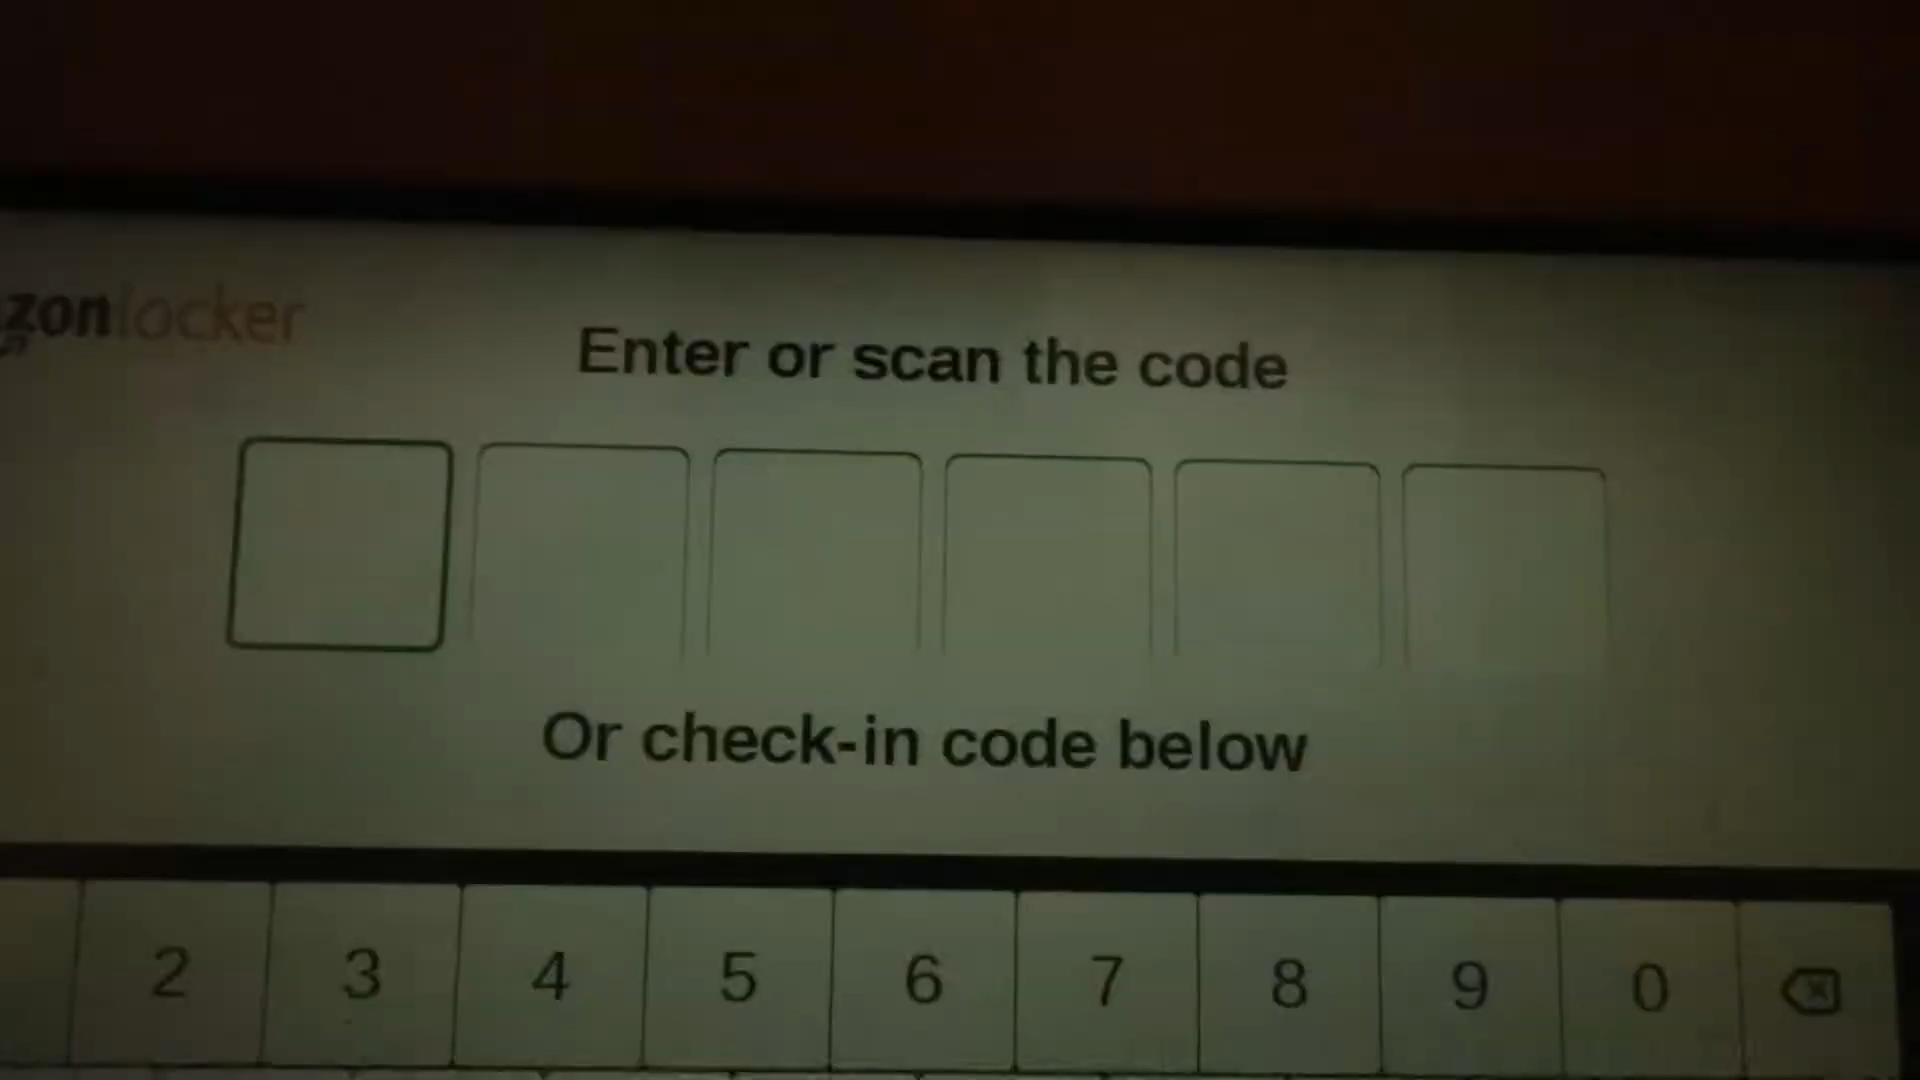 zonlocker
Enter or scan the code
Or check-in code below
2 3 4 5 6 7 8 9 0